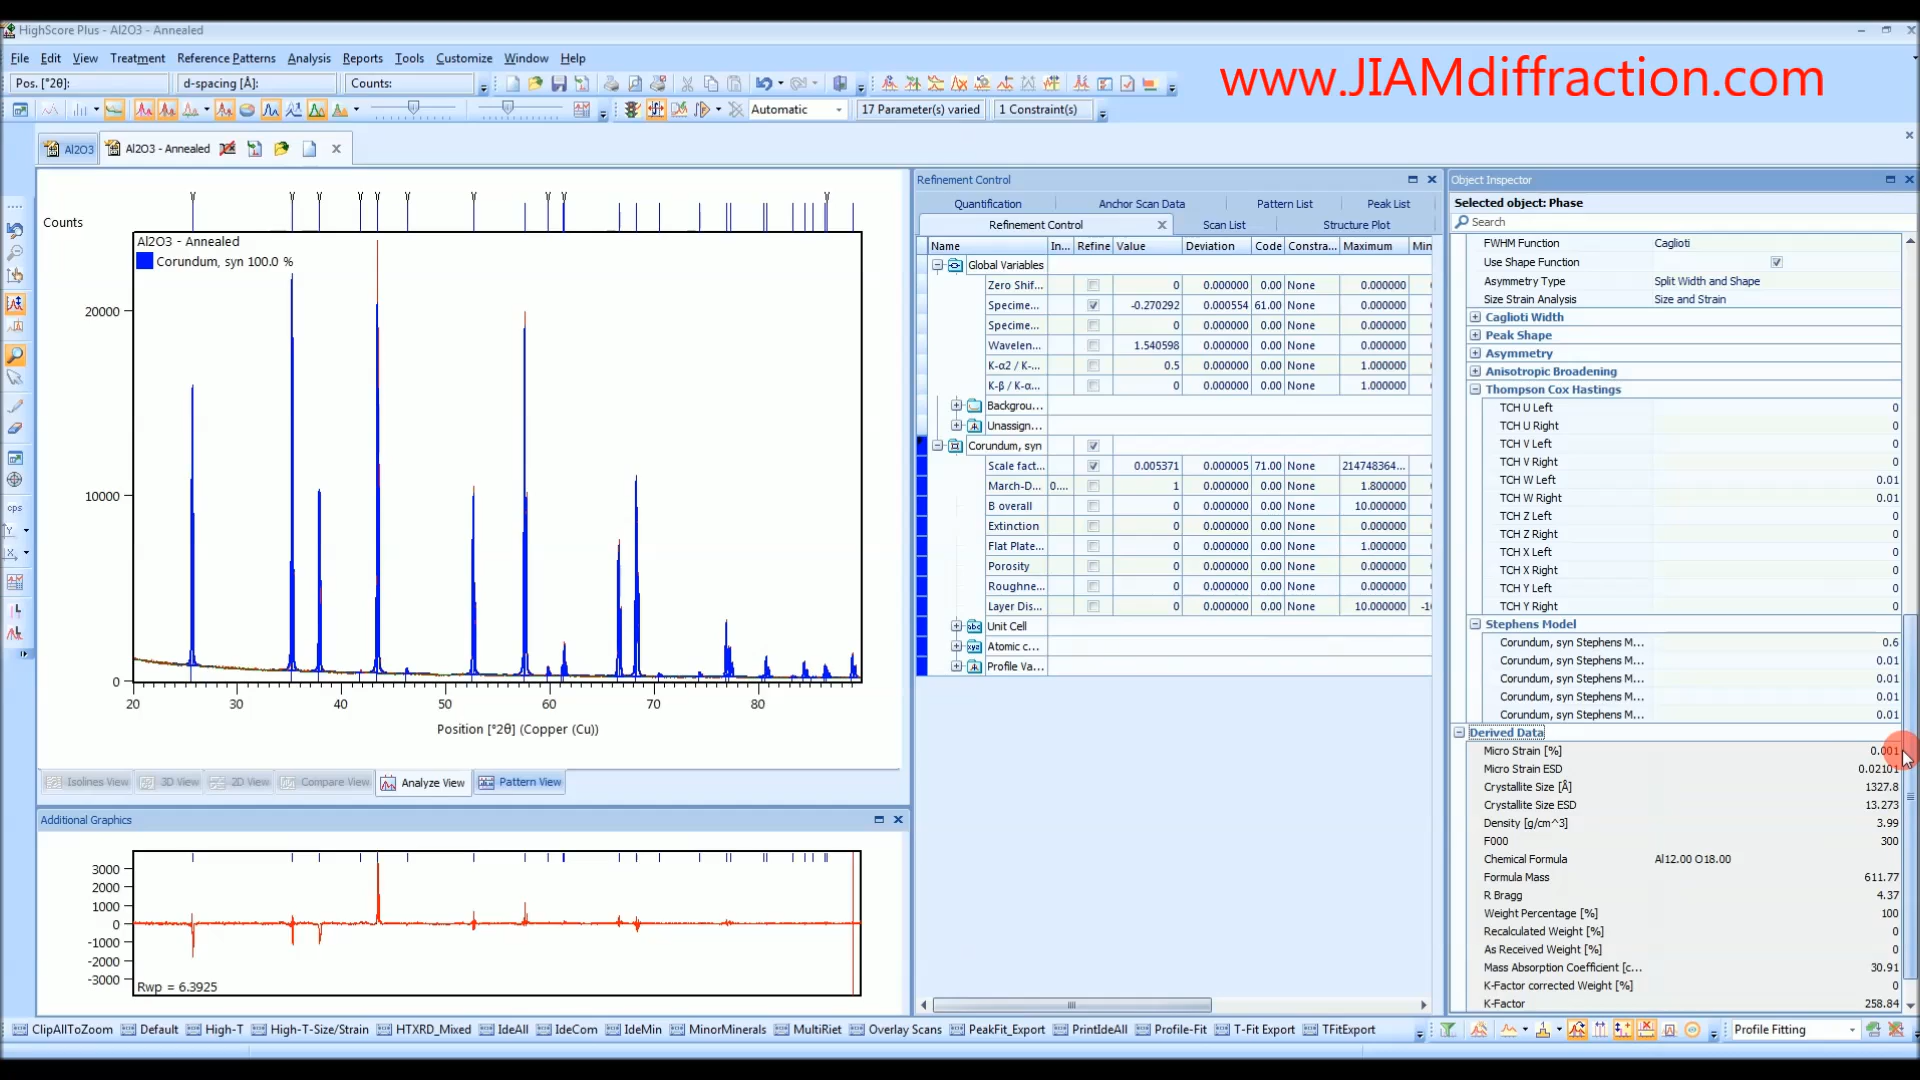 HighScore Plus - Al2O3 - Annealed
www.JIAMdiffraction.com
File Edit View Treatment Reference Patterns Analysis Reports Tools Customize Window Help
Pos. [°2θ]: d-spacing [Å]: Counts:
Automatic 17 Parameter(s) varied 1 Constraint(s)
Al2O3 Al2O3 - Annealed
Counts
Al2O3 - Annealed
Corundum, syn 100.0 %
20000
10000
0
20 30 40 50 60 70 80
Position [°2θ] (Copper (Cu))
Isolines View 3D View 2D View Compare View Analyze View Pattern View
Additional Graphics
3000
2000
1000
0
-1000
-2000
-3000
Rwp = 6.3925
Refinement Control
Quantification Anchor Scan Data Pattern List Peak List
Refinement Control Scan List Structure Plot
Name In... Refine Value Deviation Code Constra... Maximum Min
Global Variables
Zero Shif... 0 0.000000 0.00 None 0.000000
Specime... -0.270292 0.000554 61.00 None 0.000000
Specime... 0 0.000000 0.00 None 0.000000
Wavelen... 1.540598 0.000000 0.00 None 0.000000
K-α2 / K-... 0.5 0.000000 0.00 None 1.000000
K-β / K-α... 0 0.000000 0.00 None 1.000000
Backgrou...
Unassign...
Corundum, syn
Scale fact... 0.005371 0.000005 71.00 None 214748364...
March-D... 0.... 1 0.000000 0.00 None 1.800000
B overall 0 0.000000 0.00 None 10.000000
Extinction 0 0.000000 0.00 None 0.000000
Flat Plate... 0 0.000000 0.00 None 1.000000
Porosity 0 0.000000 0.00 None 0.000000
Roughne... 0 0.000000 0.00 None 0.000000
Layer Dis... 0 0.000000 0.00 None 10.000000
Unit Cell
Atomic c...
Profile Va...
Object Inspector
Selected object: Phase
Search
FWHM Function Caglioti
Use Shape Function
Asymmetry Type Split Width and Shape
Size Strain Analysis Size and Strain
Caglioti Width
Peak Shape
Asymmetry
Anisotropic Broadening
Thompson Cox Hastings
TCH U Left 0
TCH U Right 0
TCH V Left 0
TCH V Right 0
TCH W Left 0.01
TCH W Right 0.01
TCH Z Left 0
TCH Z Right 0
TCH X Left 0
TCH X Right 0
TCH Y Left 0
TCH Y Right 0
Stephens Model
Corundum, syn Stephens M... 0.6
Corundum, syn Stephens M... 0.01
Corundum, syn Stephens M... 0.01
Corundum, syn Stephens M... 0.01
Corundum, syn Stephens M... 0.01
Derived Data
Micro Strain [%] 0.001
Micro Strain ESD 0.02101
Crystallite Size [Å] 1327.8
Crystallite Size ESD 13.273
Density [g/cm^3] 3.99
F000 300
Chemical Formula Al12.00 O18.00
Formula Mass 611.77
R Bragg 4.37
Weight Percentage [%] 100
Recalculated Weight [%] 0
As Received Weight [%] 0
Mass Absorption Coefficient [c... 30.91
K-Factor corrected Weight [%] 0
K-Factor 258.84
ClipAllToZoom Default High-T High-T-Size/Strain HTXRD_Mixed IdeAll IdeCom IdeMin MinorMinerals MultiRiet Overlay Scans PeakFit_Export PrintIdeAll Profile-Fit T-Fit Export TFitExport Profile Fitting